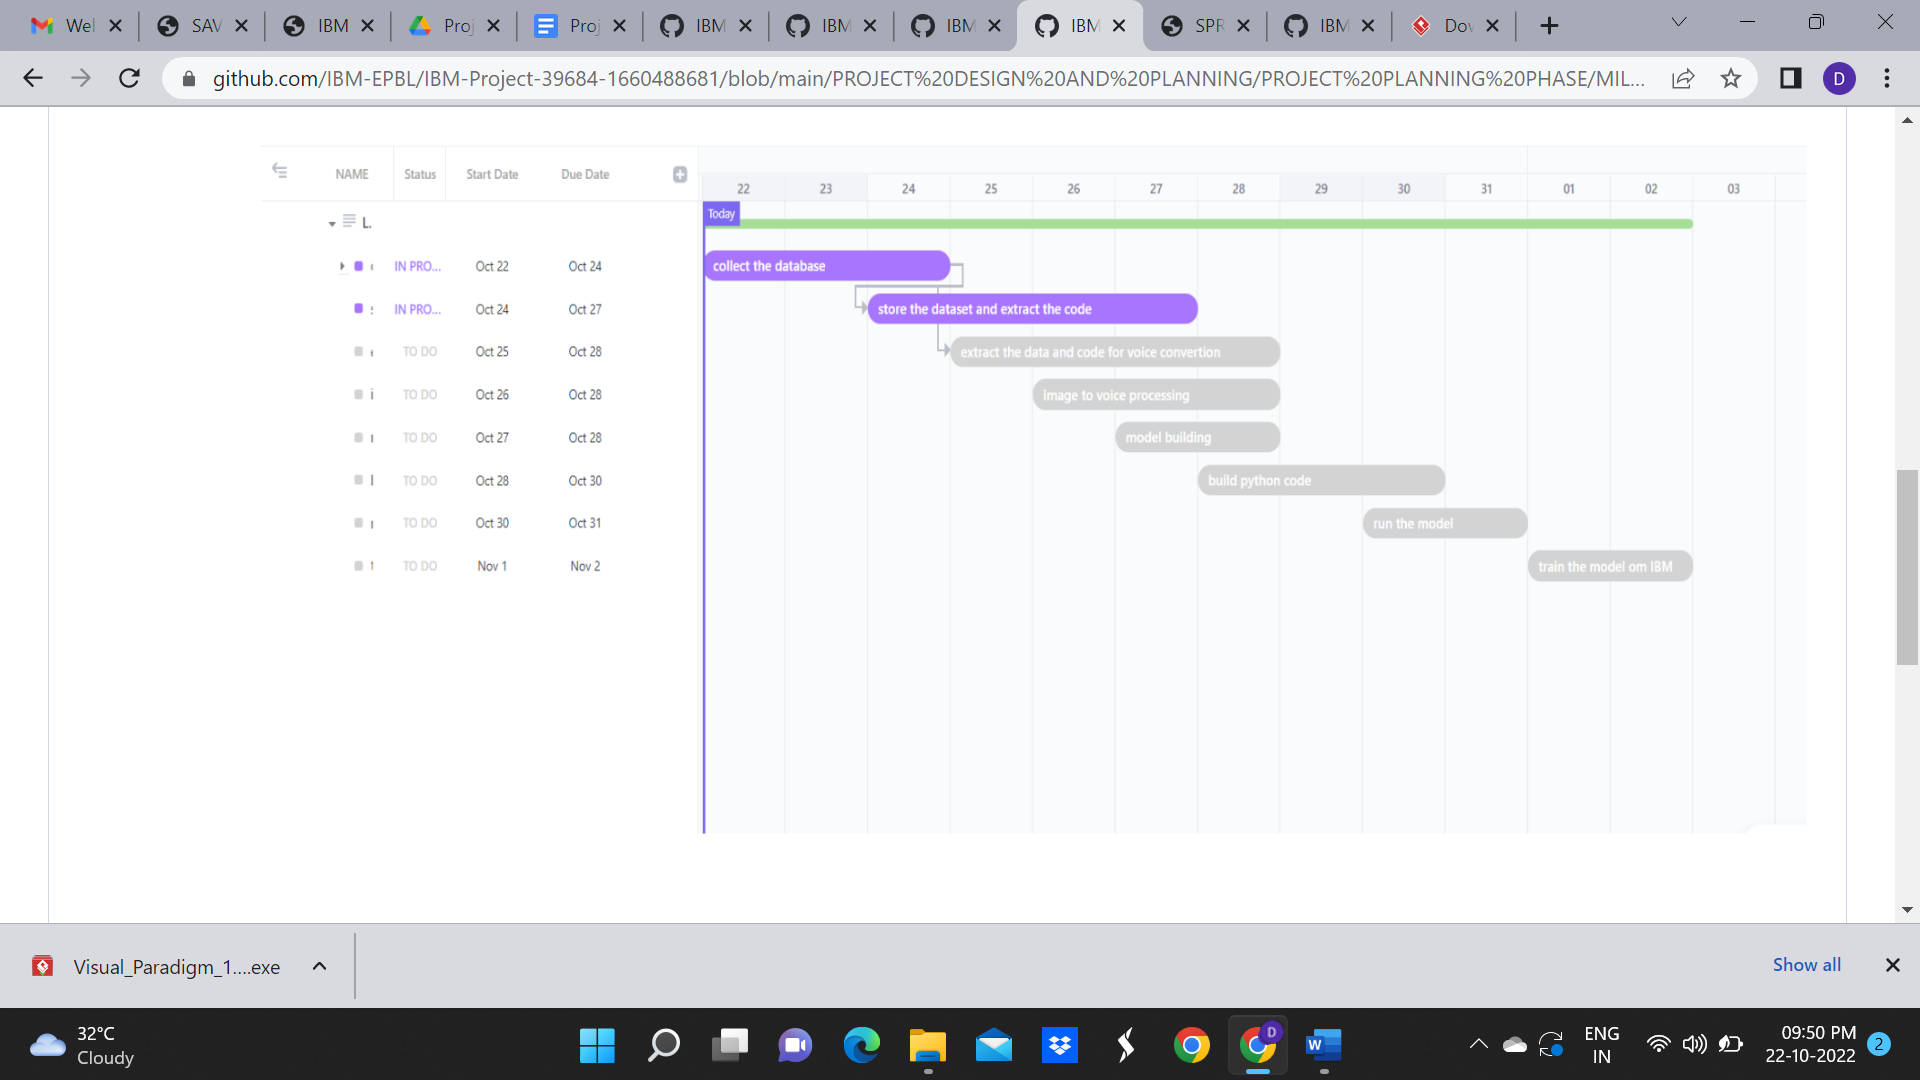 Wel
SAV
IBM
Proj
Proj
IBM
IBM
IBM
IBM
SPR
IBM
Dov
github.com/IBM-EPBL/IBM-Project-39684-1660488681/blob/main/PROJECT%20DESIGN%20AND%20PLANNING/PROJECT%20PLANNING%20PHASE/MIL...
D
NAME Status Start Date Due Date
22 23 24 25 26 27 28 29 30 31 01 02 03
Today
L.
IN PRO... Oct 22 Oct 24 collect the database
IN PRO... Oct 24 Oct 27 store the dataset and extract the code
TO DO Oct 25 Oct 28 extract the data and code for voice convertion
TO DO Oct 26 Oct 28 image to voice processing
TO DO Oct 27 Oct 28 model building
TO DO Oct 28 Oct 30 build python code
TO DO Oct 30 Oct 31 run the model
TO DO Nov 1 Nov 2 train the model om IBM
Visual_Paradigm_1....exe
Show all
32°C
Cloudy
D
W
ENG
IN
09:50 PM
22-10-2022
2